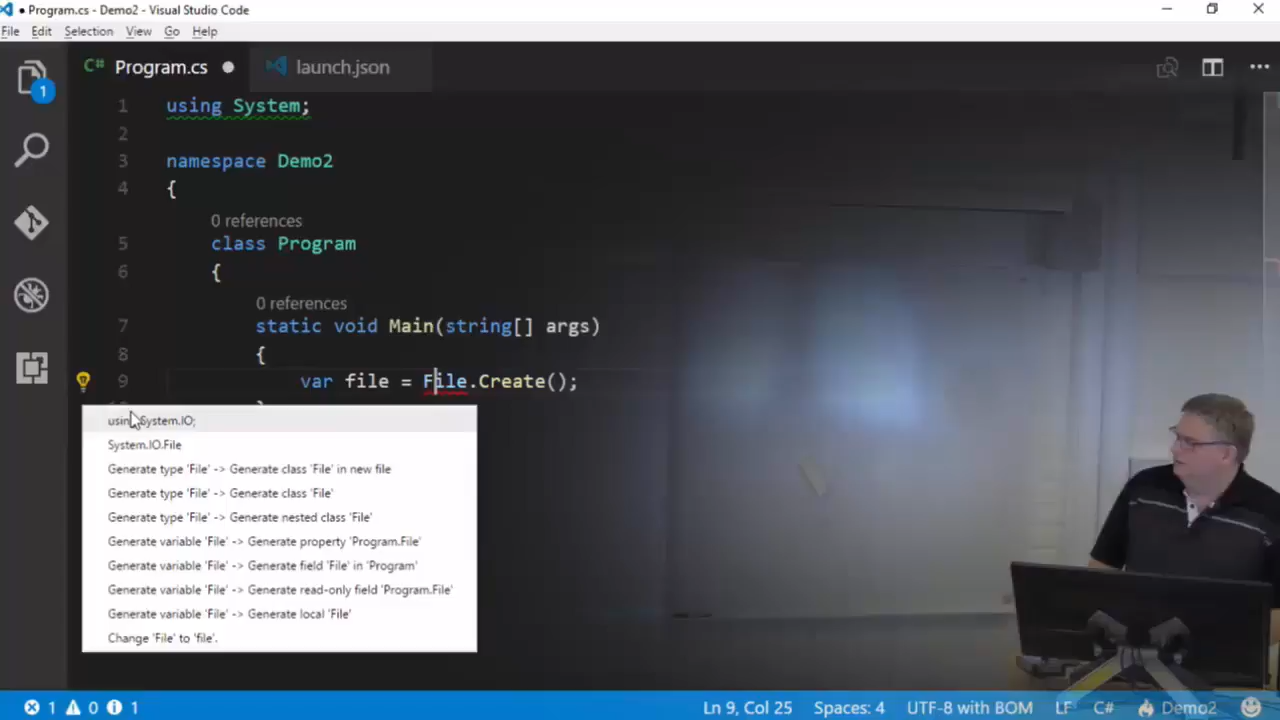 ● Program.cs - Demo2 - Visual Studio Code
File Edit Selection View Go Help
C# Program.cs ● launch.json
1
1 using System;
2
3 namespace Demo2
4 {
0 references
5 class Program
6 {
0 references
7 static void Main(string[] args)
8 {
9 var file = File.Create();
using System.IO;
System.IO.File
Generate type 'File' -> Generate class 'File' in new file
Generate type 'File' -> Generate class 'File'
Generate type 'File' -> Generate nested class 'File'
Generate variable 'File' -> Generate property 'Program.File'
Generate variable 'File' -> Generate field 'File' in 'Program'
Generate variable 'File' -> Generate read-only field 'Program.File'
Generate variable 'File' -> Generate local 'File'
Change 'File' to 'file'.
1 0 1 Ln 9, Col 25 Spaces: 4 UTF-8 with BOM LF C# Demo2